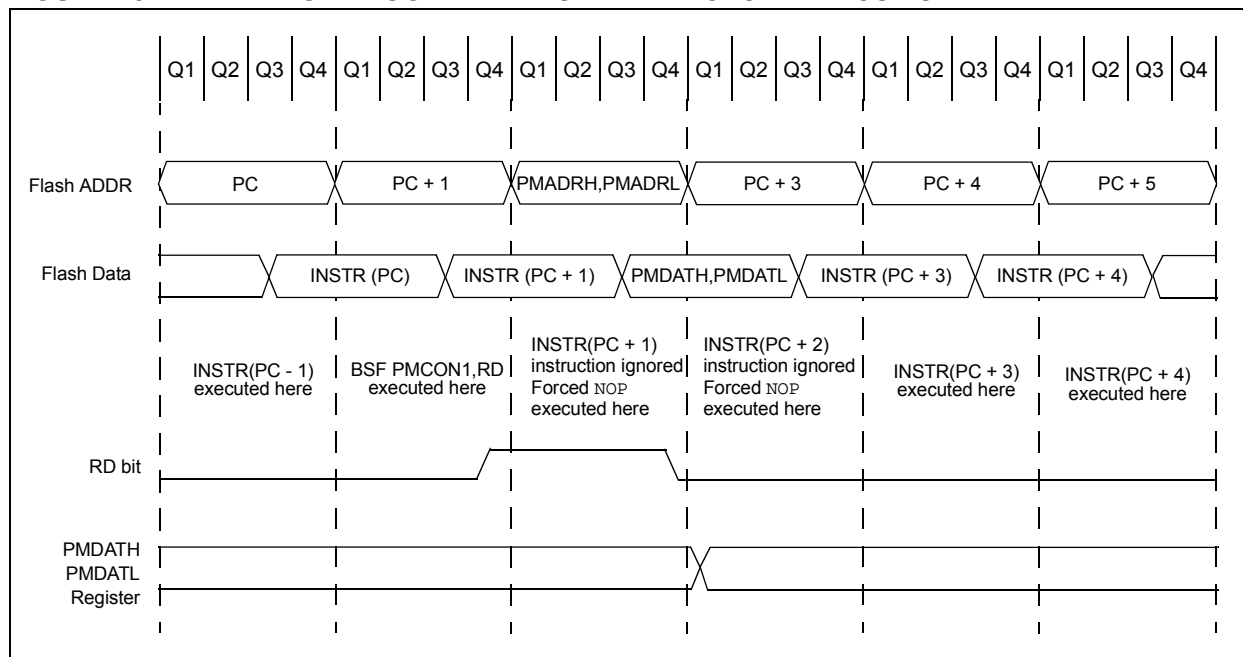 Q1 Q2 Q3 Q4 Q1 Q2 Q3 Q4 Q1 Q2 Q3 Q4 Q1 Q2 Q3 Q4 Q1 Q2 Q3 Q4 Q1 Q2 Q3 Q4
Flash ADDR PC PC + 1 PMADRH,PMADRL PC + 3 PC + 4 PC + 5
Flash Data INSTR (PC) INSTR (PC + 1) PMDATH,PMDATL INSTR (PC + 3) INSTR (PC + 4)
INSTR(PC - 1)
executed here
BSF PMCON1,RD
executed here
INSTR(PC + 1)
instruction ignored
Forced NOP
executed here
INSTR(PC + 2)
instruction ignored
Forced NOP
executed here
INSTR(PC + 3)
executed here
INSTR(PC + 4)
executed here
RD bit
PMDATH
PMDATL
Register